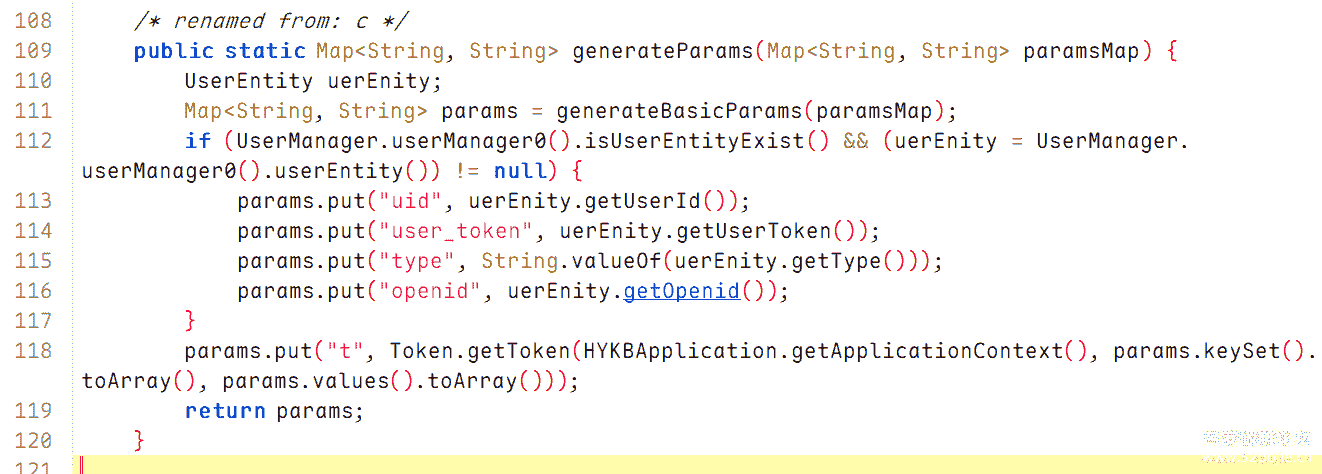 108 /* renamed from: c */
109 public static Map<String, String> generateParams(Map<String, String> paramsMap) {
110 UserEntity uerEnity;
111 Map<String, String> params = generateBasicParams(paramsMap);
112 if (UserManager.userManager0().isUserEntityExist() && (uerEnity = UserManager.
userManager0().userEntity()) != null) {
113 params.put("uid", uerEnity.getUserId());
114 params.put("user_token", uerEnity.getUserToken());
115 params.put("type", String.valueOf(uerEnity.getType()));
116 params.put("openid", uerEnity.getOpenid());
117 }
118 params.put("t", Token.getToken(HYKBApplication.getApplicationContext(), params.keySet().
toArray(), params.values().toArray()));
119 return params;
120 }
121